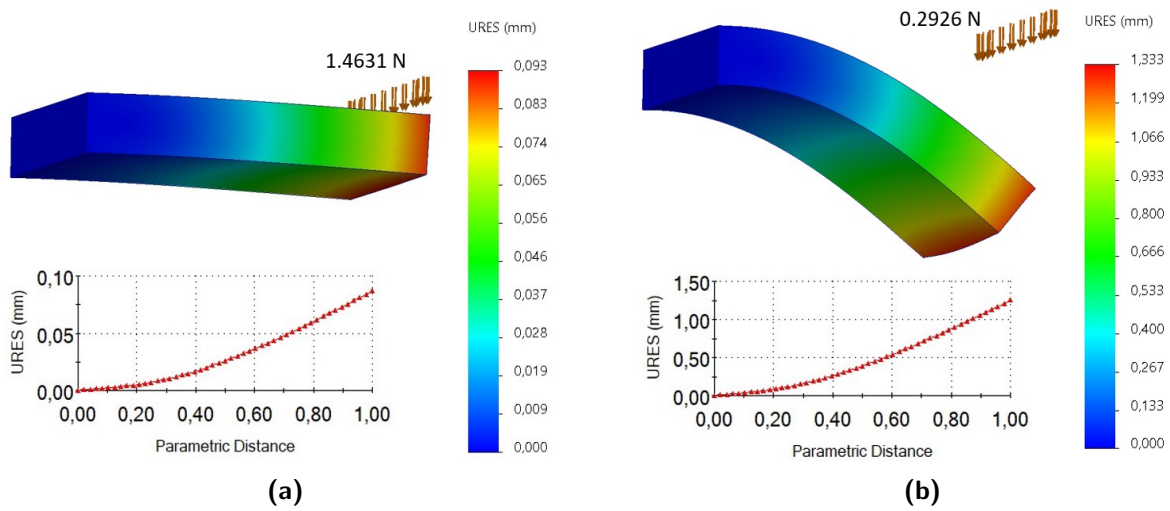 URES (mm)
1.4631 N
0,093
0,083
0,074
0,065
0,056
0,046
0,037
0,028
0,019
0,009
0,000
URES (mm)
0,10
0,05
0,00
0,00 0,20 0,40 0,60 0,80 1,00
Parametric Distance
(a)
URES (mm)
0.2926 N
1,333
1,199
1,066
0,933
0,800
0,666
0,533
0,400
0,267
0,133
0,000
URES (mm)
1,50
1,00
0,50
0,00
0,00 0,20 0,40 0,60 0,80 1,00
Parametric Distance
(b)